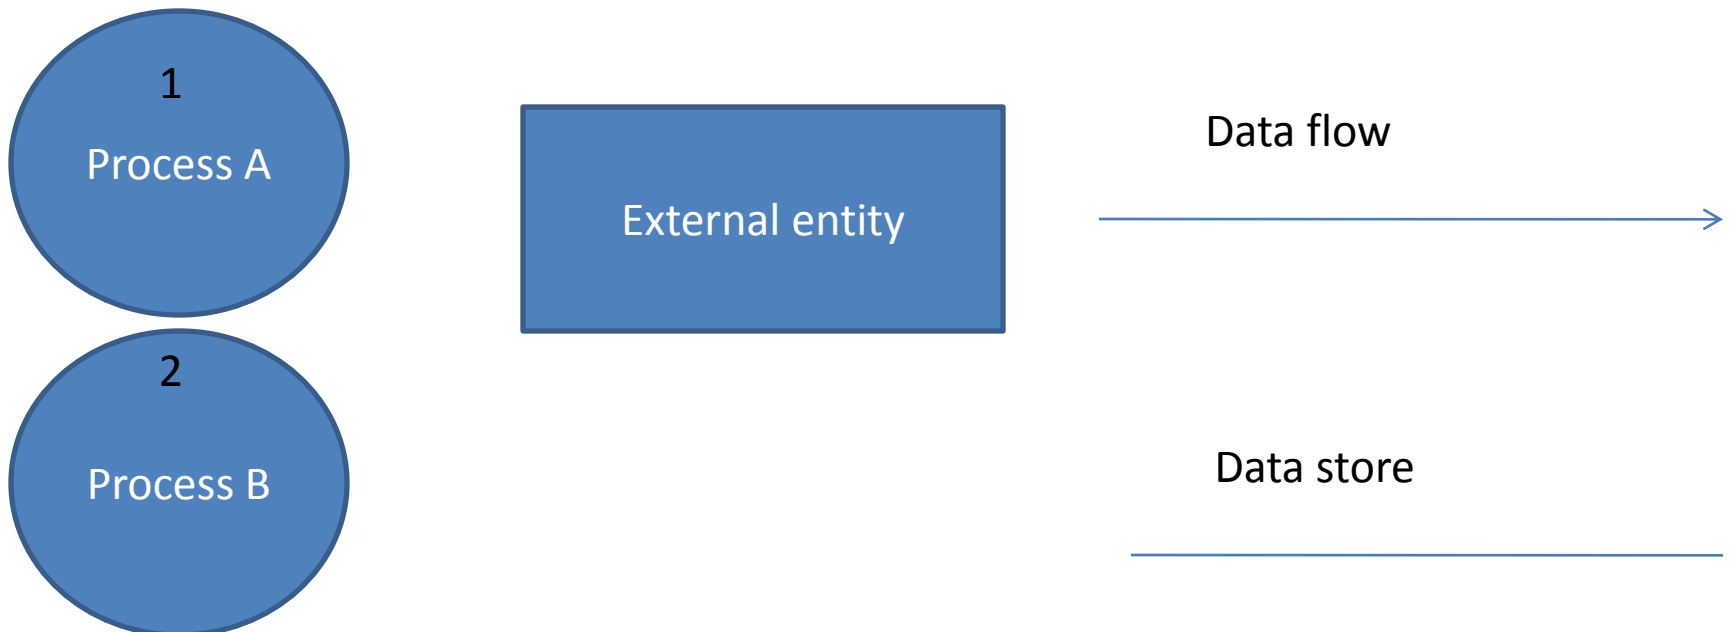 1
Process A
External entity
Data flow
2
Process B
Data store